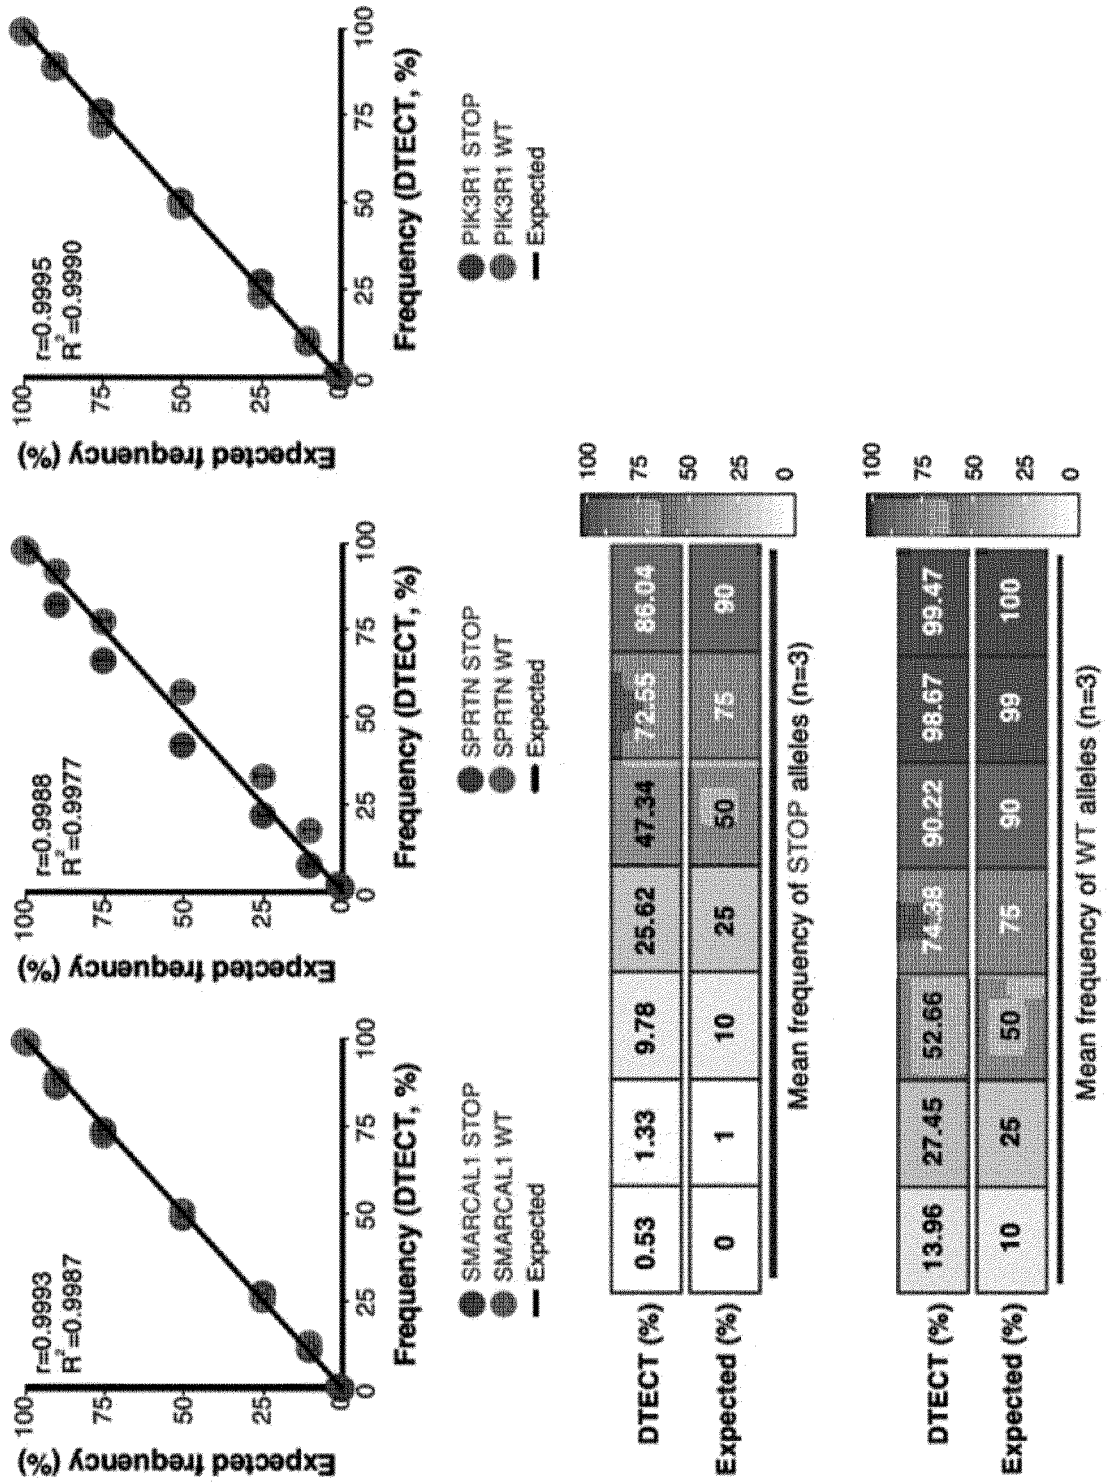 r=0.9993
R²=0.9987
Expected frequency (%)
100
75
50
25
0
0 25 50 75 100
Frequency (DTECT, %)
SMARCAL1 STOP
SMARCAL1 WT
Expected
r=0.9988
R²=0.9977
Expected frequency (%)
100
75
50
25
0
0 25 50 75 100
Frequency (DTECT, %)
SPRTN STOP
SPRTN WT
Expected
r=0.9995
R²=0.9990
Expected frequency (%)
100
75
50
25
0
0 25 50 75 100
Frequency (DTECT, %)
PIK3R1 STOP
PIK3R1 WT
Expected
DTECT (%) 0.53 1.33 9.78 25.62 47.34 72.55 86.04
Expected (%) 0 1 10 25 50 75 90
Mean frequency of STOP alleles (n=3)
100
75
50
25
0
DTECT (%) 13.96 27.45 52.66 74.38 90.22 98.67 99.47
Expected (%) 10 25 50 75 90 99 100
Mean frequency of WT alleles (n=3)
100
75
50
25
0